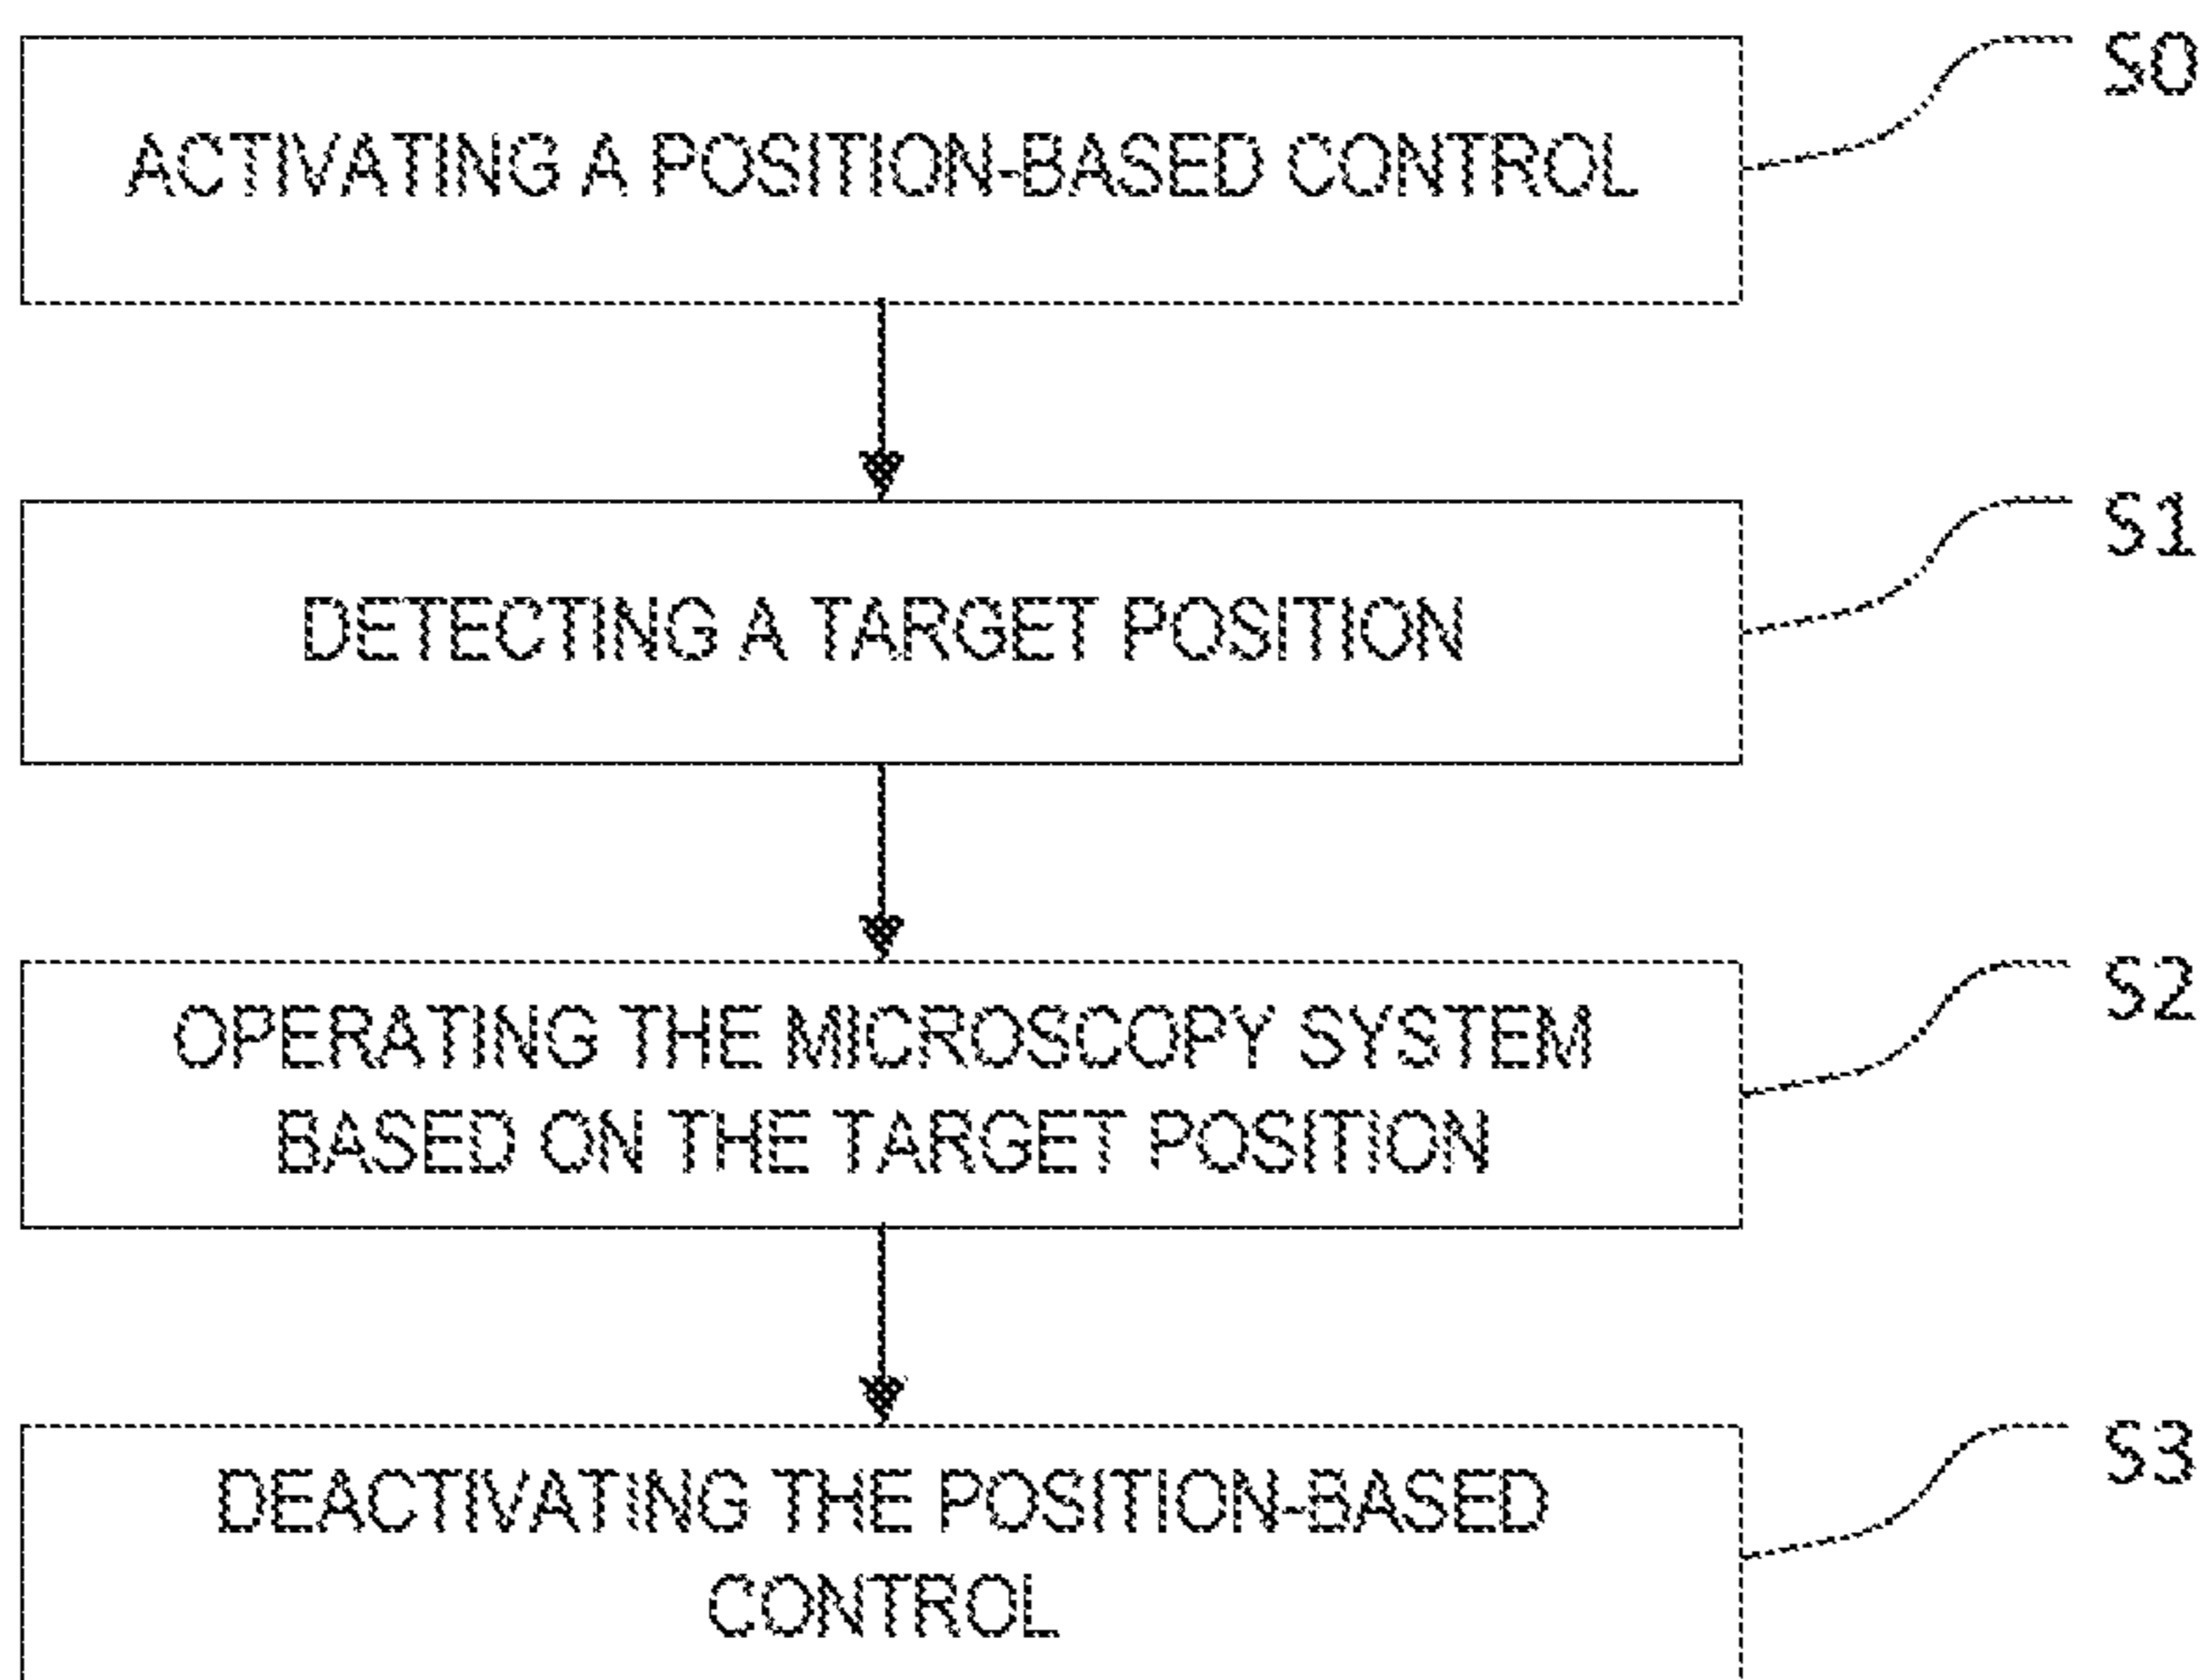 S0
ACTIVATING A POSITION-BASED CONTROL
S1
DETECTING A TARGET POSITION
S2
OPERATING THE MICROSCOPY SYSTEM
BASED ON THE TARGET POSITION
S3
DEACTIVATING THE POSITION-BASED
CONTROL